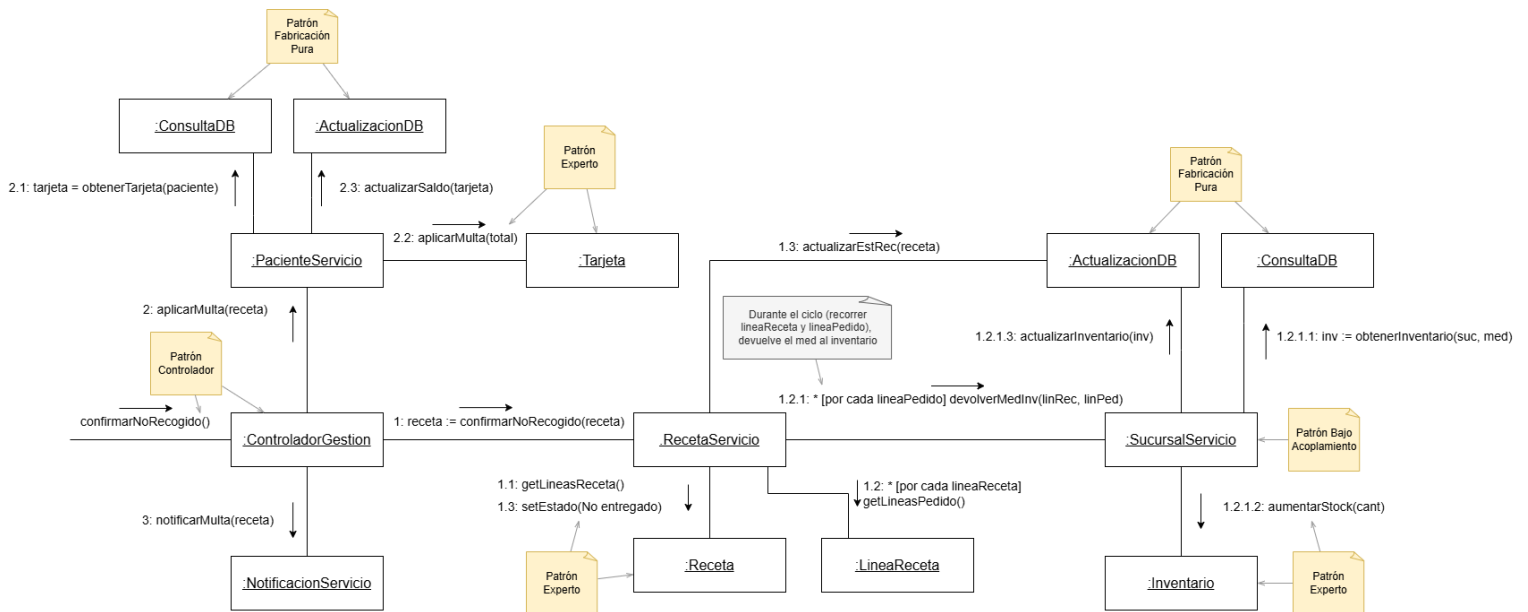 Patrón
Fabricación
Pura
:ConsultaDB
:ActualizacionDB
Patrón
Experto
Patrón
Fabricación
Pura
2.1: tarjeta = obtenerTarjeta(paciente)
2.3: actualizarSaldo(tarjeta)
2.2: aplicarMulta(total)
1.3: actualizarEstRec(receta)
:PacienteServicio
:Tarjeta
:ActualizacionDB
:ConsultaDB
2: aplicarMulta(receta)
Durante el ciclo (recorrer
lineaReceta y lineaPedido),
devuelve el med al inventario
1.2.1.3: actualizarInventario(inv)
1.2.1.1: inv := obtenerInventario(suc, med)
Patrón
Controlador
1.2.1: * [por cada lineaPedido] devolverMedInv(linRec, linPed)
confirmarNoRecogido()
1: receta := confirmarNoRecogido(receta)
:ControladorGestion
:RecetaServicio
:SucursalServicio
Patrón Bajo
Acoplamiento
1.1: getLineasReceta()
1.3: setEstado(No entregado)
1.2: * [por cada lineaReceta]
getLineasPedido()
3: notificarMulta(receta)
1.2.1.2: aumentarStock(cant)
:NotificacionServicio
Patrón
Experto
:Receta
:LineaReceta
:Inventario
Patrón
Experto